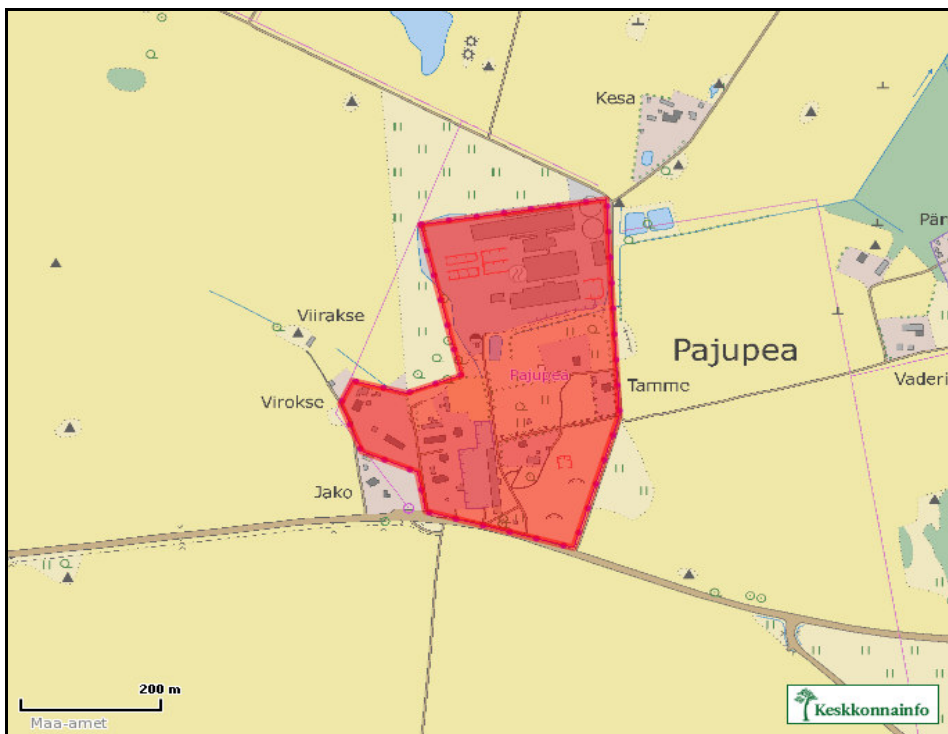 Kesa
Pär
Viirakse
Pajupea
Pajupea
Tamme
Vaderi
Virokse
Jako
200 m
Maa-amet
Keskkonnainfo